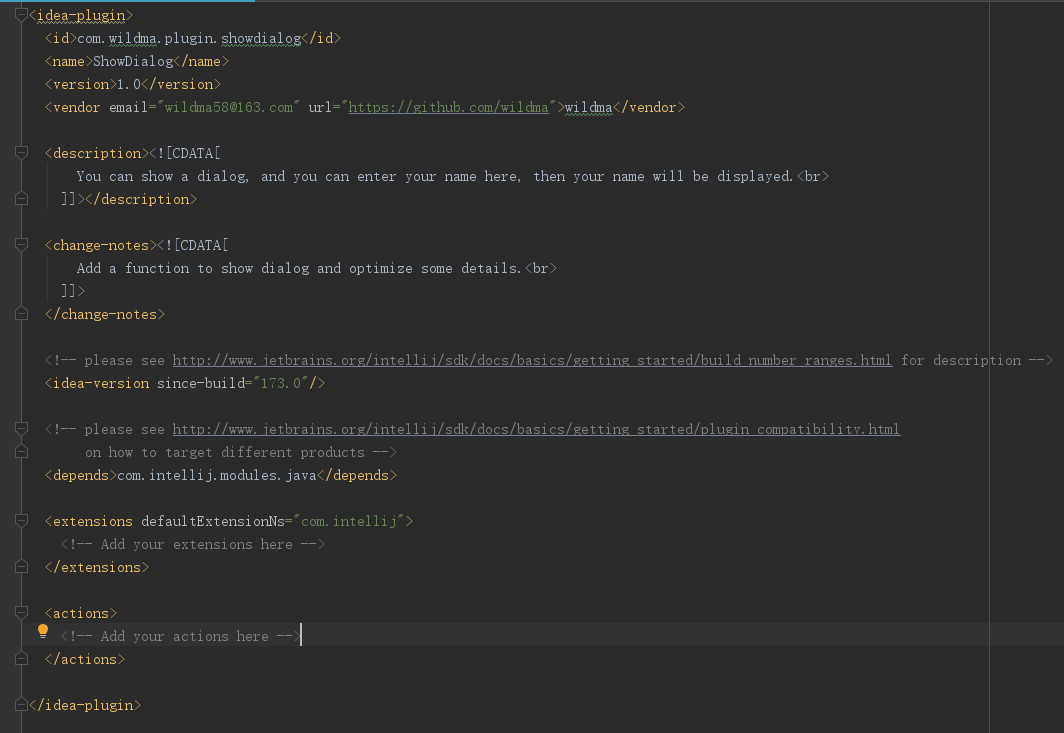 <idea-plugin>
<id>com.wildma.plugin.showdialog</id>
<name>ShowDialog</name>
<version>1.0</version>
<vendor email="wildma58@163.com" url="https://github.com/wildma">wildma</vendor>
<description><![CDATA[
You can show a dialog, and you can enter your name here, then your name will be displayed.<br>
]]></description>
<change-notes><![CDATA[
Add a function to show dialog and optimize some details.<br>
]]>
</change-notes>
<!-- please see http://www.jetbrains.org/intellij/sdk/docs/basics/getting_started/build_number_ranges.html for description -->
<idea-version since-build="173.0"/>
<!-- please see http://www.jetbrains.org/intellij/sdk/docs/basics/getting_started/plugin_compatibility.html
on how to target different products -->
<depends>com.intellij.modules.java</depends>
<extensions defaultExtensionNs="com.intellij">
<!-- Add your extensions here -->
</extensions>
<actions>
<!-- Add your actions here -->
</actions>
</idea-plugin>